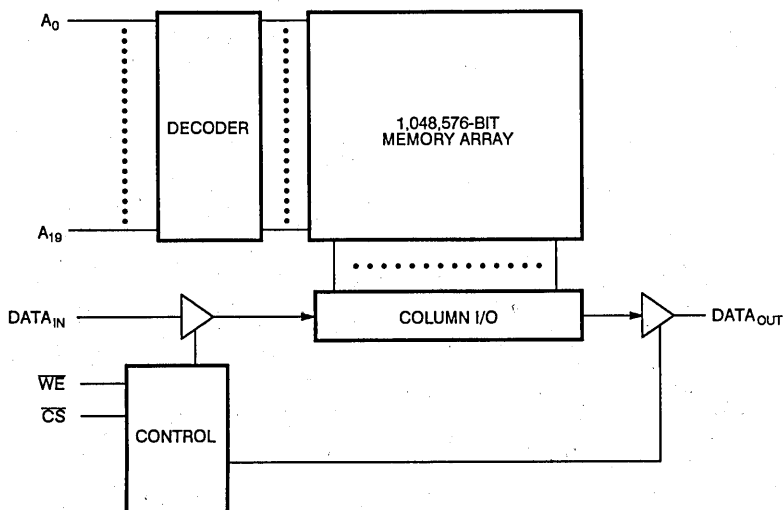 A0
DECODER
1,048,576-BIT
MEMORY ARRAY
A19
DATAIN
COLUMN I/O
DATAOUT
WE
CS
CONTROL